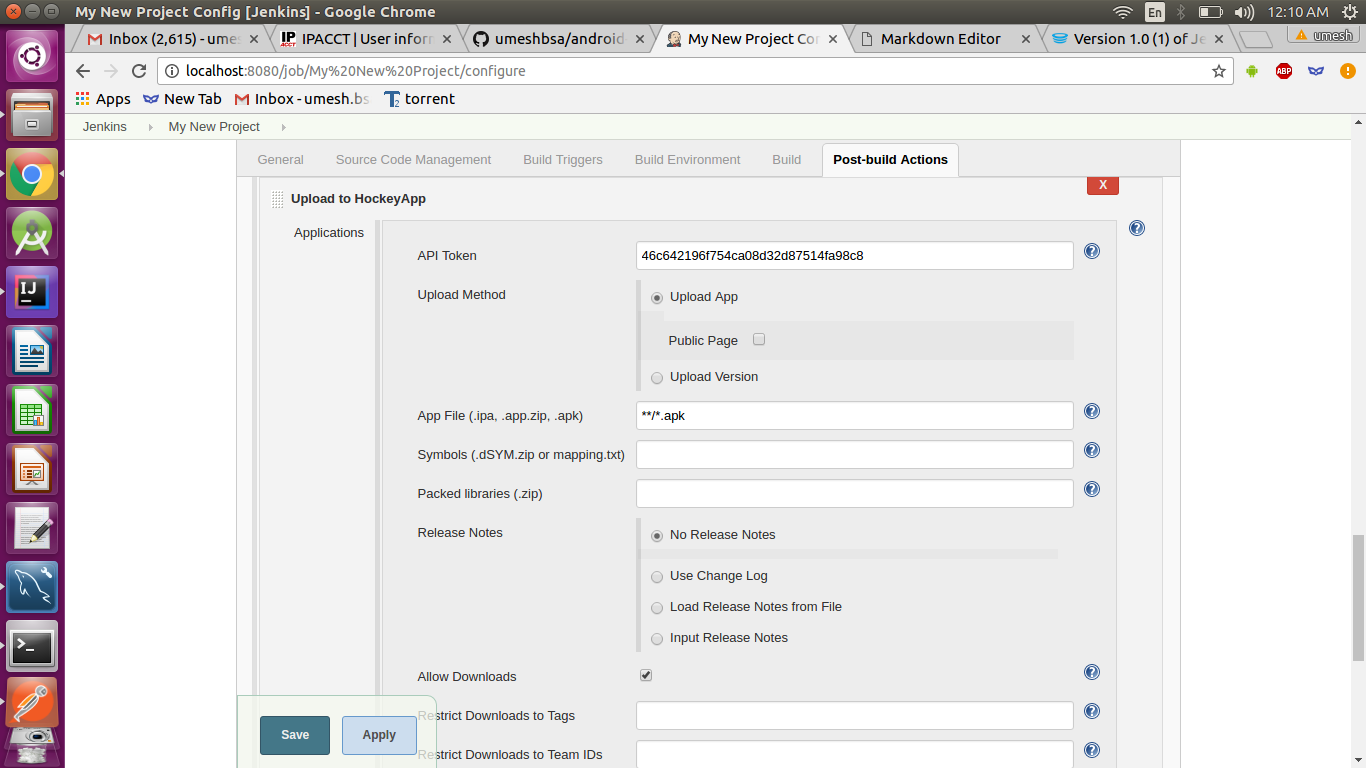 My New Project Config [Jenkins] - Google Chrome
En
12:10 AM
Inbox (2,615) - umes
IPACCT | User inforn
umeshbsa/android
My New Project Con
Markdown Editor
Version 1.0 (1) of Je
umesh
localhost:8080/job/My%20New%20Project/configure
ABP
Apps
New Tab
Inbox - umesh.bs
torrent
Jenkins
My New Project
General
Source Code Management
Build Triggers
Build Environment
Build
Post-build Actions
X
Upload to HockeyApp
Applications
API Token
46c642196f754ca08d32d87514fa98c8
Upload Method
Upload App
Public Page
Upload Version
App File (.ipa, .app.zip, .apk)
**/*.apk
Symbols (.dSYM.zip or mapping.txt)
Packed libraries (.zip)
Release Notes
No Release Notes
Use Change Log
Load Release Notes from File
Input Release Notes
Allow Downloads
Restrict Downloads to Tags
Restrict Downloads to Team IDs
Save
Apply